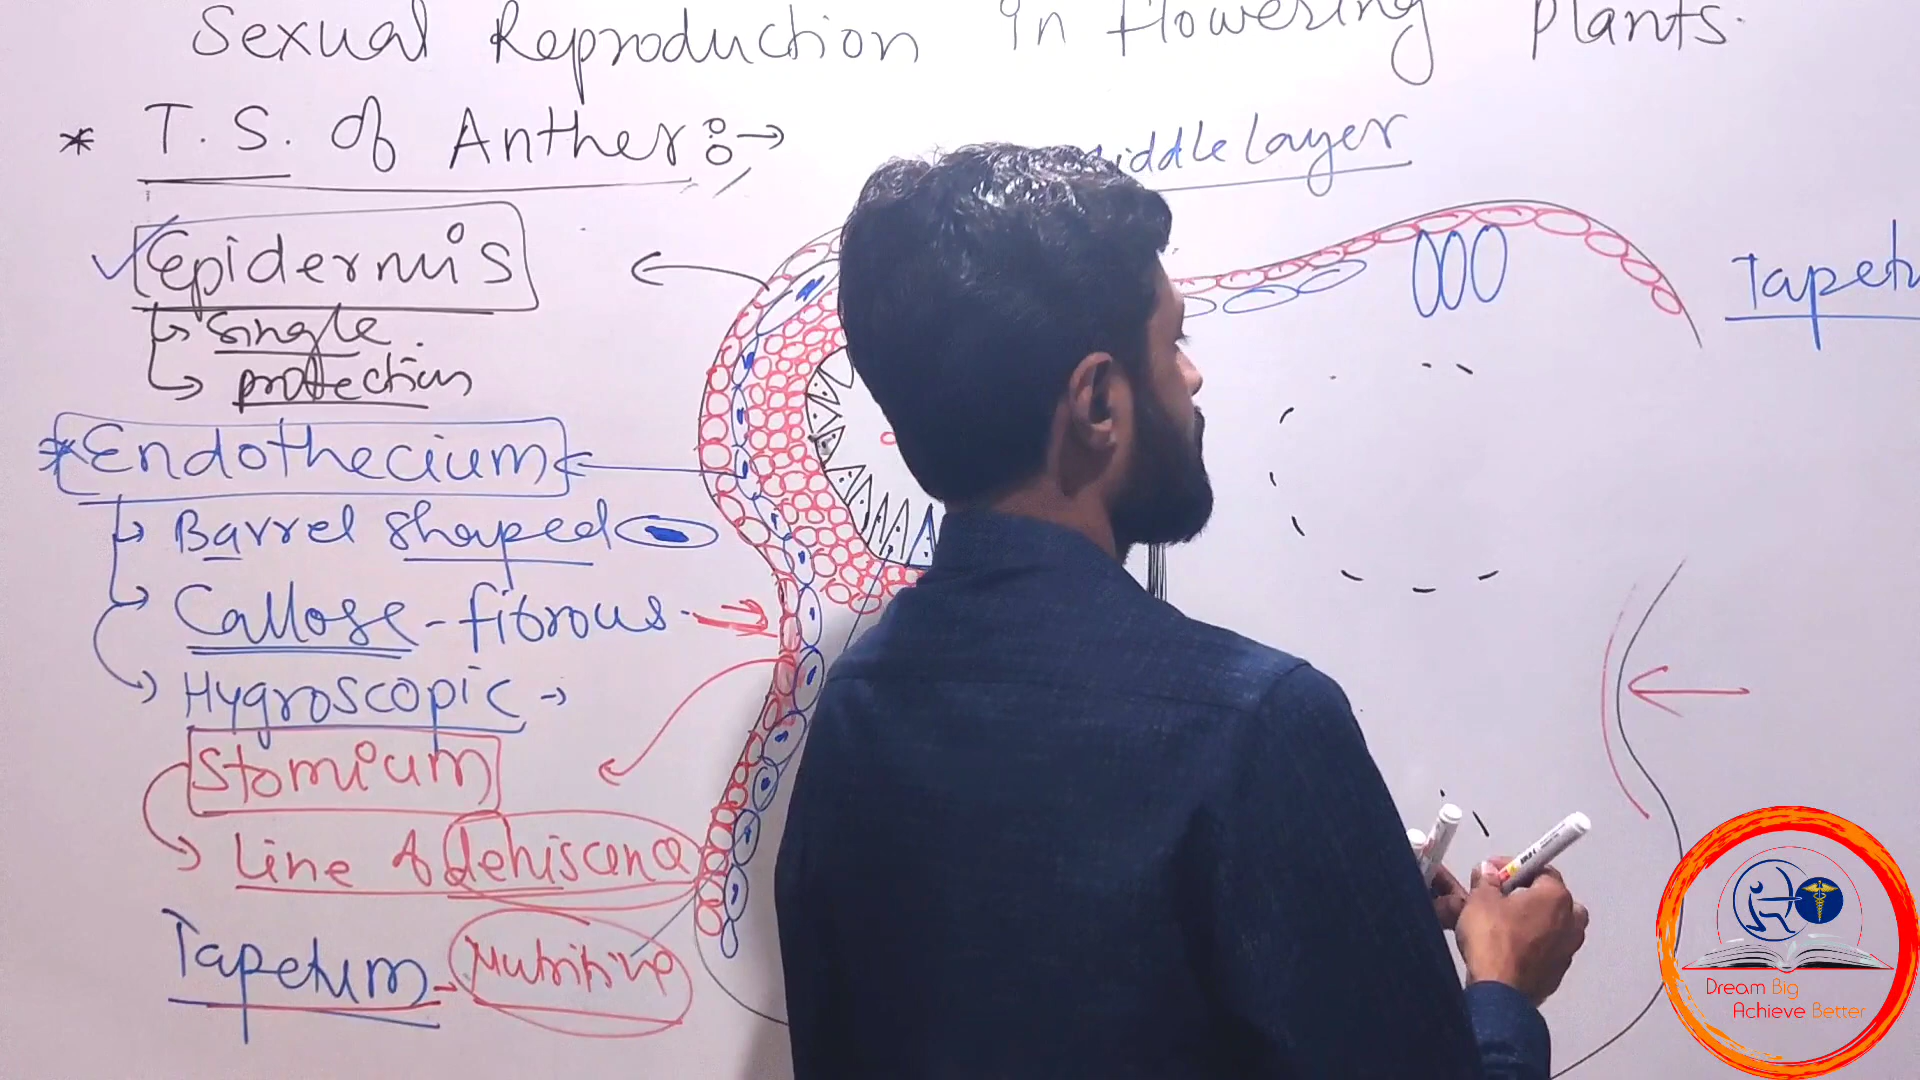 Sexual Reproduction in flowering Plants.
* T.S. of Anther :→
Middle Layer
Epidermis
Single
protection
Tapetu
Endothecium
Barrel shaped
Callose - fibrous
Hygroscopic →
Stomium
Line of dehiscence
Tapetum - Nutritive
Dream Big
Achieve Better